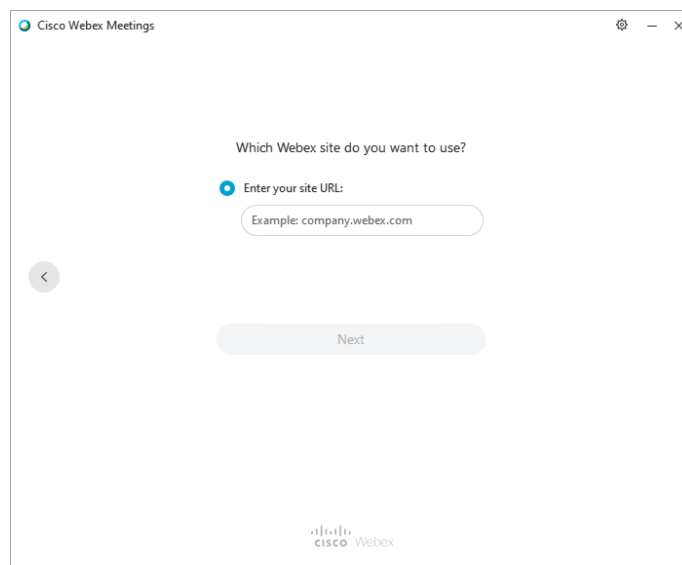 Cisco Webex Meetings
Which Webex site do you want to use?
Enter your site URL:
Example: company.webex.com
Next
CISCO Webex